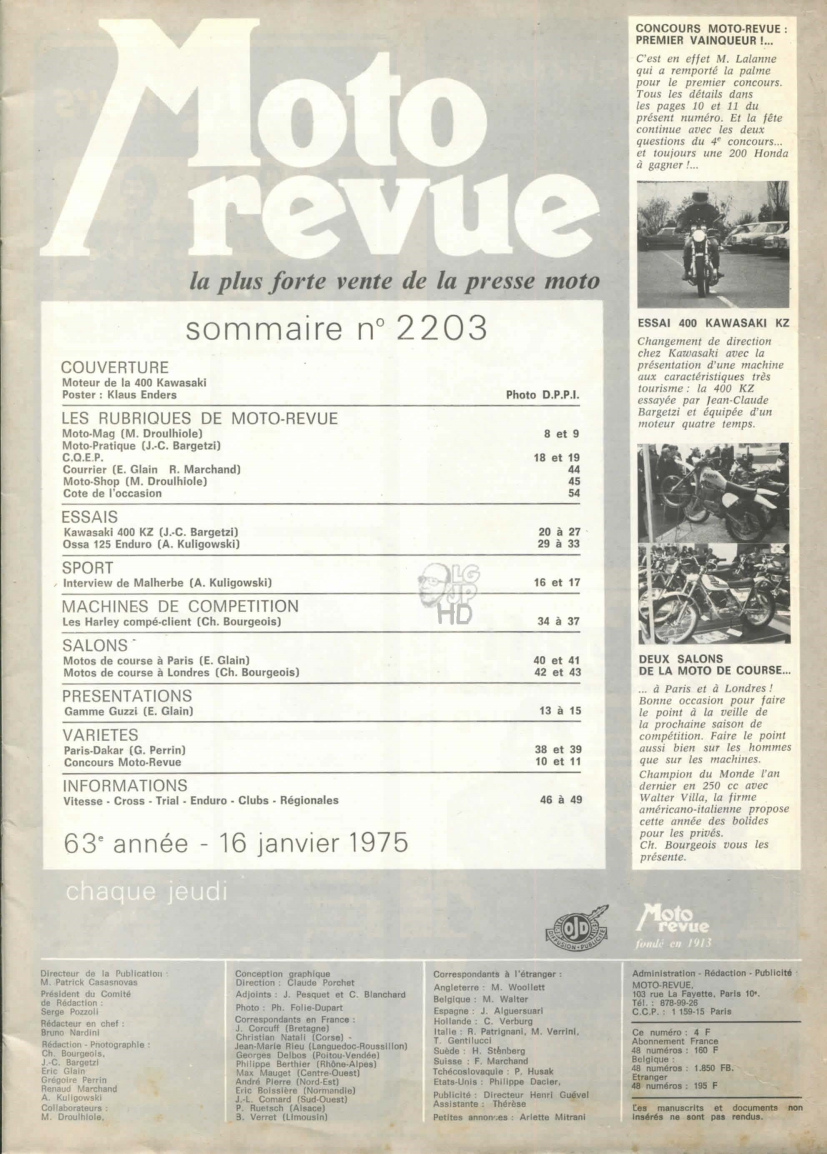 Moto
revue
la plus forte vente de la presse moto
sommaire n° 2203
COUVERTURE
Moteur de la 400 Kawasaki
Poster : Klaus Enders Photo D.P.P.I.
LES RUBRIQUES DE MOTO-REVUE
Moto-Mag (M. Droulhiole) 8 et 9
Moto-Pratique (J.-C. Bargetzi)
C.Q.E.P. 18 et 19
Courrier (E. Glain R. Marchand) 44
Moto-Shop (M. Droulhiole) 45
Cote de l'occasion 54
ESSAIS
Kawasaki 400 KZ (J.-C. Bargetzi) 20 à 27
Ossa 125 Enduro (A. Kuligowski) 29 à 33
SPORT
Interview de Malherbe (A. Kuligowski) 16 et 17
MACHINES DE COMPETITION
Les Harley compé-client (Ch. Bourgeois) 34 à 37
SALONS
Motos de course à Paris (E. Glain) 40 et 41
Motos de course à Londres (Ch. Bourgeois) 42 et 43
PRESENTATIONS
Gamme Guzzi (E. Glain) 13 à 15
VARIETES
Paris-Dakar (G. Perrin) 38 et 39
Concours Moto-Revue 10 et 11
INFORMATIONS
Vitesse - Cross - Trial - Enduro - Clubs - Régionales 46 à 49
63e année - 16 janvier 1975
LG
JP
HD
chaque jeudi
CONCOURS MOTO-REVUE :
PREMIER VAINQUEUR !...
C'est en effet M. Lalanne
qui a remporté la palme
pour le premier concours.
Tous les détails dans
les pages 10 et 11 du
présent numéro. Et la fête
continue avec les deux
questions du 4e concours...
et toujours une 200 Honda
à gagner !...
ESSAI 400 KAWASAKI KZ
Changement de direction
chez Kawasaki avec la
présentation d'une machine
aux caractéristiques très
tourisme : la 400 KZ
essayée par Jean-Claude
Bargetzi et équipée d'un
moteur quatre temps.
DEUX SALONS
DE LA MOTO DE COURSE...
... à Paris et à Londres !
Bonne occasion pour faire
le point à la veille de
la prochaine saison de
compétition. Faire le point
aussi bien sur les hommes
que sur les machines.
Champion du Monde l'an
dernier en 250 cc avec
Walter Villa, la firme
américano-italienne propose
cette année des bolides
pour les privés.
Ch. Bourgeois vous les
présente.
OJD
DIFFUSION-PUBLICITÉ
Moto
revue
fondé en 1913
Directeur de la Publication :
M. Patrick Casasnovas
Président du Comité
de Rédaction :
Serge Pozzoli
Rédacteur en chef :
Bruno Nardini
Rédaction - Photographie :
Ch. Bourgeois,
J.-C. Bargetzi
Eric Glain
Grégoire Perrin
Renaud Marchand
A. Kuligowski
Collaborateurs :
M. Droulhiole,
Conception graphique
Direction : Claude Porchet
Adjoints : J. Pesquet et C. Blanchard
Photo : Ph. Folie-Dupart
Correspondants en France :
J. Corcuff (Bretagne)
Christian Natali (Corse) -
Jean-Marie Rieu (Languedoc-Roussillon)
Georges Delbos (Poitou-Vendée)
Philippe Berthier (Rhône-Alpes)
Max Mauget (Centre-Ouest)
André Pierre (Nord-Est)
Eric Boissière (Normandie)
J.-L. Comard (Sud-Ouest)
P. Ruetsch (Alsace)
B. Verret (Limousin)
Correspondants à l'étranger :
Angleterre : M. Woollett
Belgique : M. Walter
Espagne : J. Alguersuari
Hollande : C. Verburg
Italie : R. Patrignani, M. Verrini,
T. Gentilucci
Suède : H. Sténberg
Suisse : F. Marchand
Tchécoslovaquie : P. Husak
Etats-Unis : Philippe Dacier,
Publicité : Directeur Henri Guével
Assistante : Thérèse
Petites annonces : Arlette Mitrani
Administration - Rédaction - Publicité :
MOTO-REVUE,
103 rue La Fayette, Paris 10e.
Tél. : 878-99-26
C.C.P. : 1 159-15 Paris
Ce numéro : 4 F
Abonnement France
48 numéros : 160 F
Belgique :
48 numéros : 1.850 FB.
Etranger
48 numéros : 195 F
Les manuscrits et documents non
insérés ne sont pas rendus.